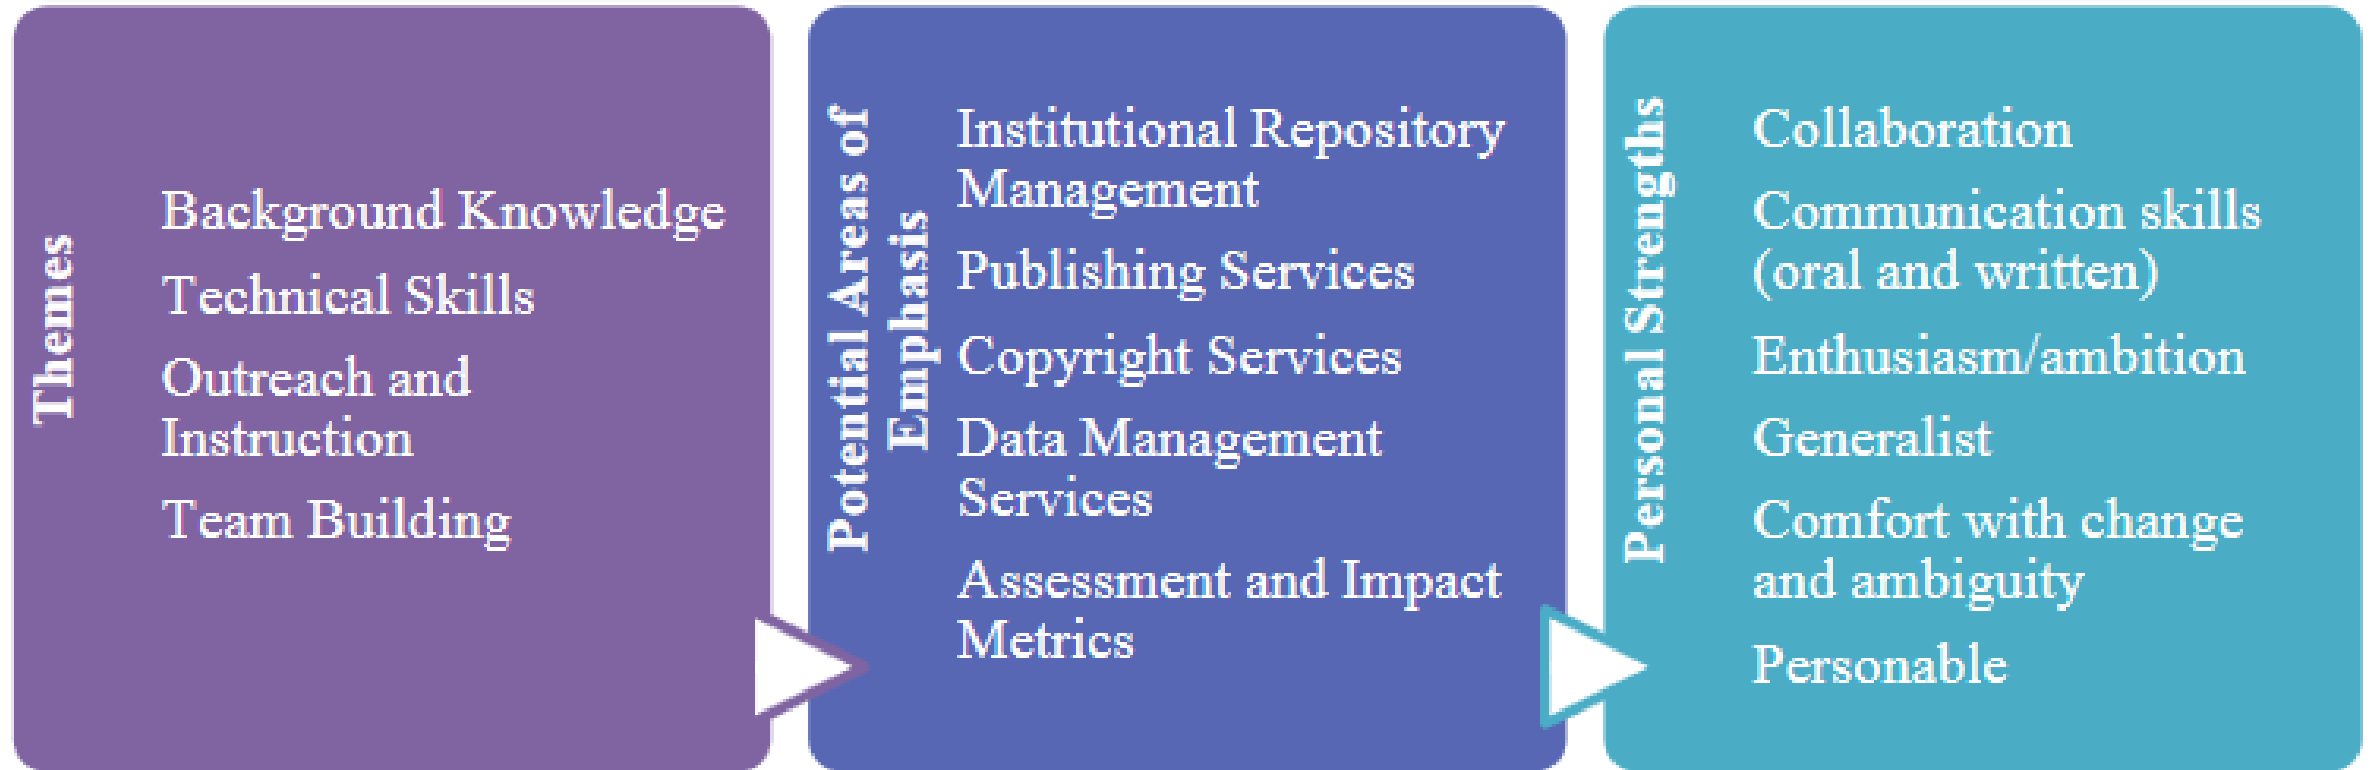 Themes
Background Knowledge
Technical Skills
Outreach and
Instruction
Team Building
Potential Areas of
Emphasis
Institutional Repository
Management
Publishing Services
Copyright Services
Data Management
Services
Assessment and Impact
Metrics
Personal Strengths
Collaboration
Communication skills
(oral and written)
Enthusiasm/ambition
Generalist
Comfort with change
and ambiguity
Personable